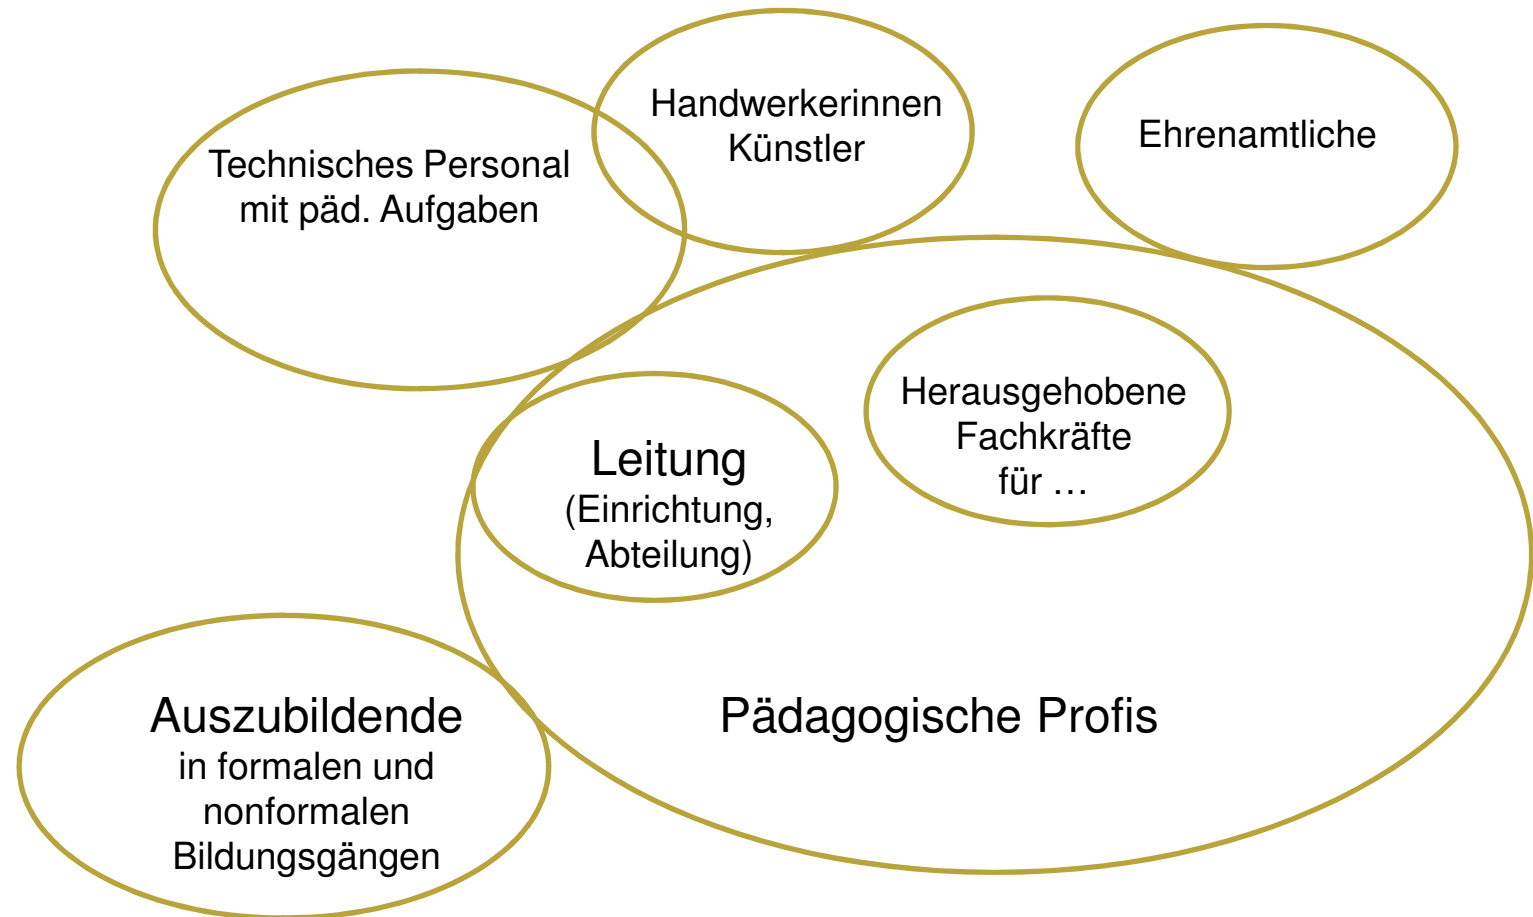 Handwerkerinnen
Künstler
Ehrenamtliche
Technisches Personal
mit päd. Aufgaben
Herausgehobene
Fachkräfte
für …
Leitung
(Einrichtung,
Abteilung)
Auszubildende
in formalen und
nonformalen
Bildungsgängen
Pädagogische Profis